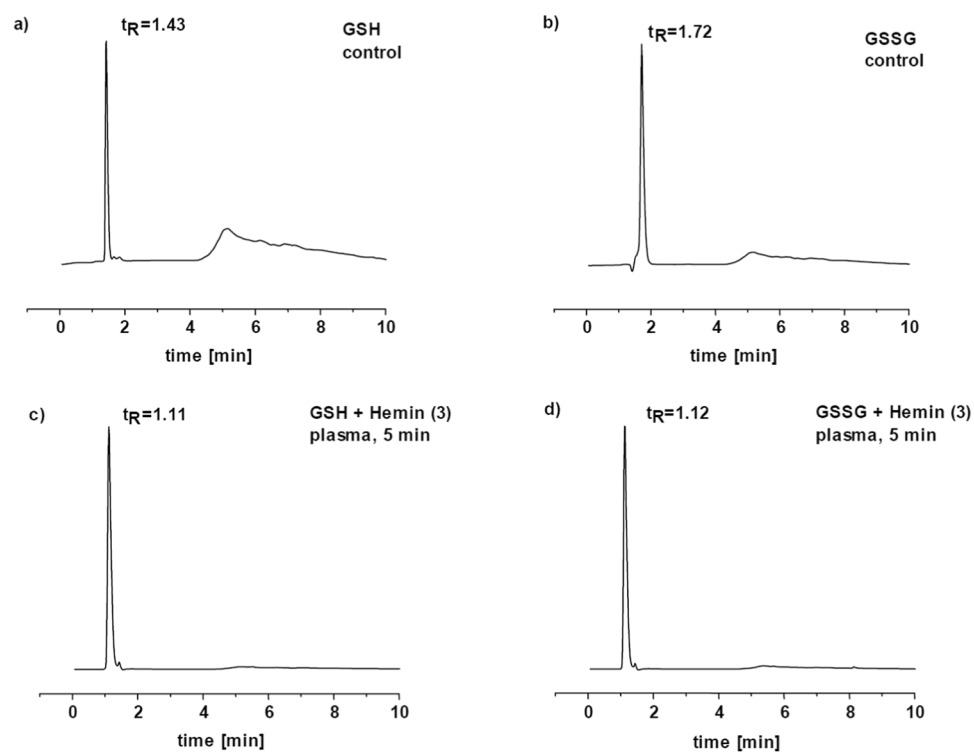 a)
tR=1.43
GSH
control
0 2 4 6 8 10
time [min]
b)
tR=1.72
GSSG
control
0 2 4 6 8 10
time [min]
c)
tR=1.11
GSH + Hemin (3)
plasma, 5 min
0 2 4 6 8 10
time [min]
d)
tR=1.12
GSSG + Hemin (3)
plasma, 5 min
0 2 4 6 8 10
time [min]